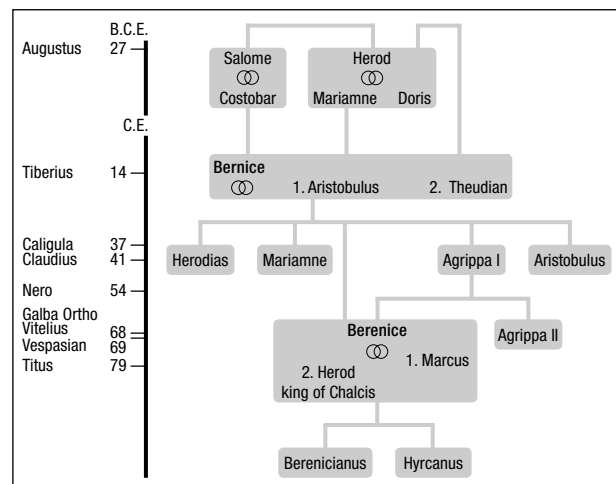 B.C.E.
Augustus 27
Salome
Costobar
Herod
Mariamne Doris
C.E.
Tiberius 14
Bernice
1. Aristobulus 2. Theudian
Caligula 37
Claudius 41
Herodias
Mariamne
Agrippa I
Aristobulus
Nero 54
Galba Ortho
Vitelius 68
Vespasian 69
Titus 79
Berenice
1. Marcus
2. Herod
king of Chalcis
Agrippa II
Berenicianus
Hyrcanus